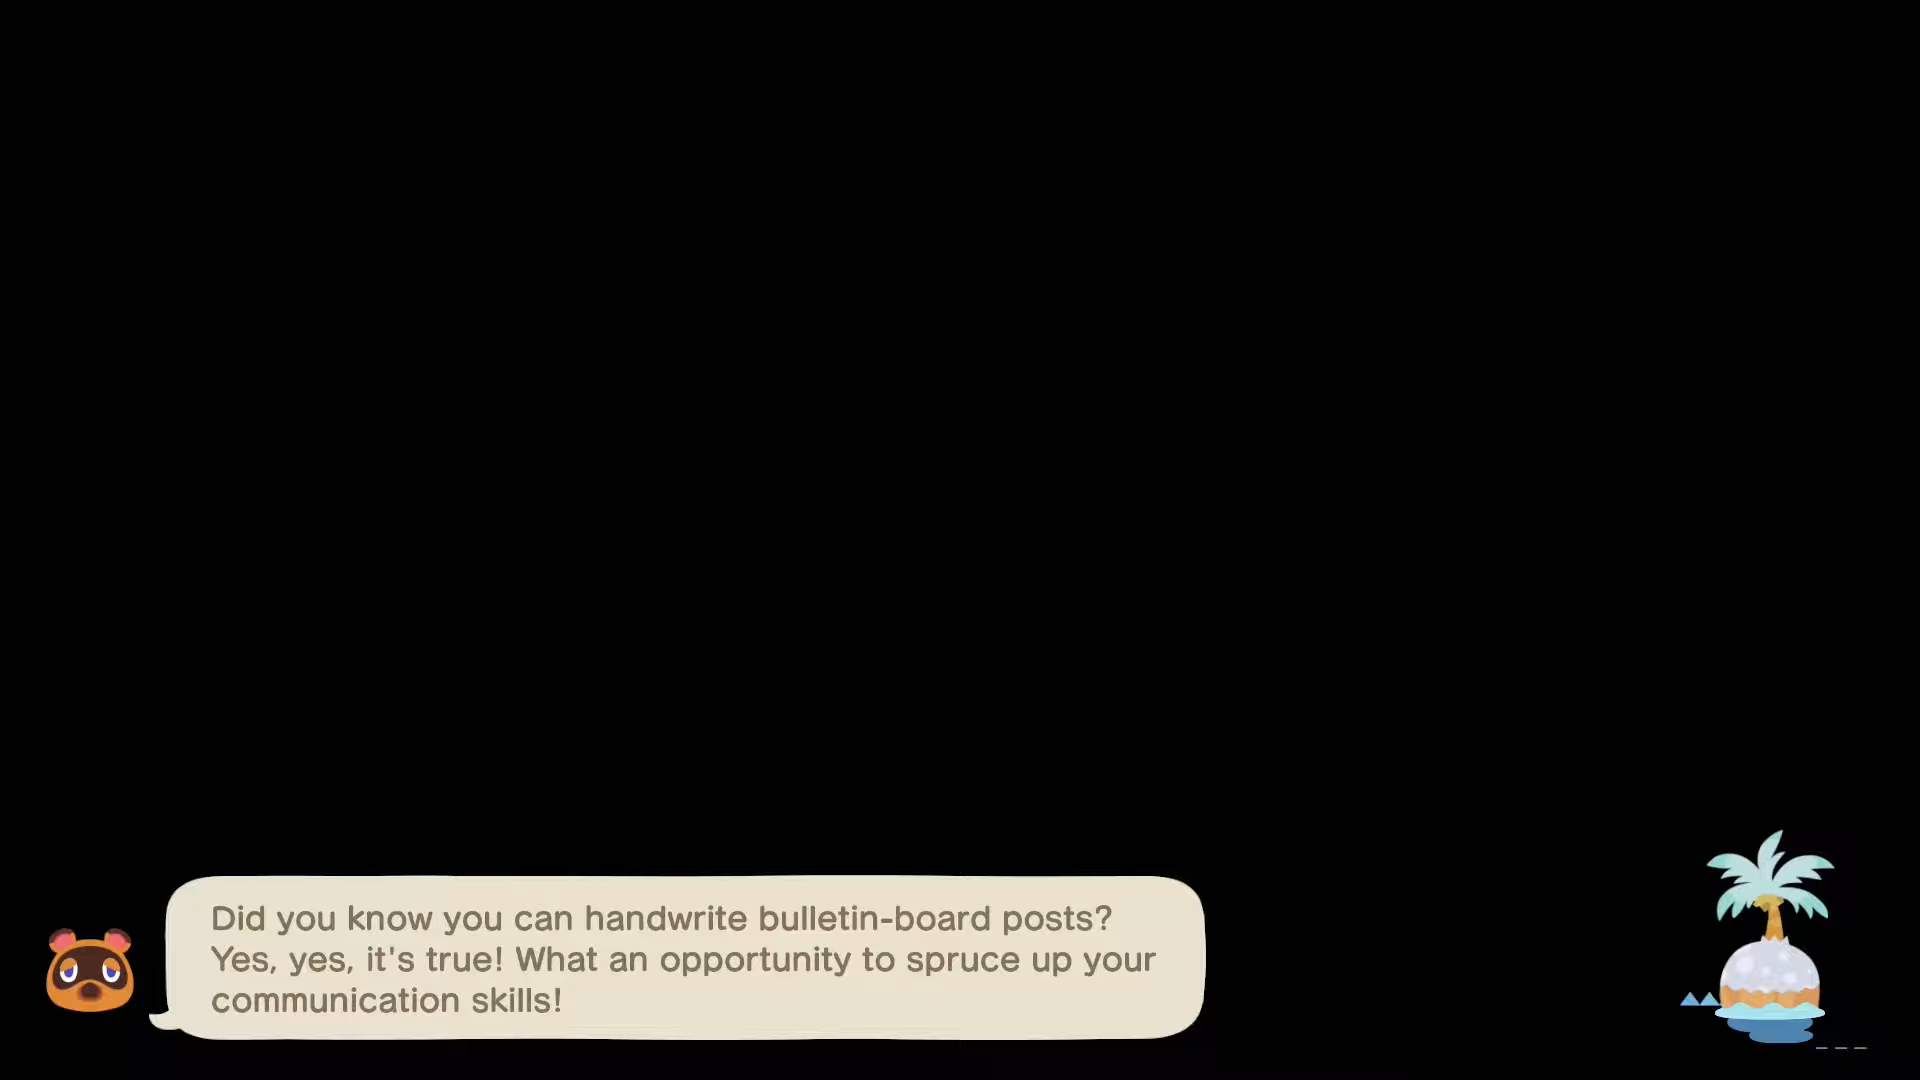 Did you know you can handwrite bulletin-board posts?
Yes, yes, it's true! What an opportunity to spruce up your
communication skills!